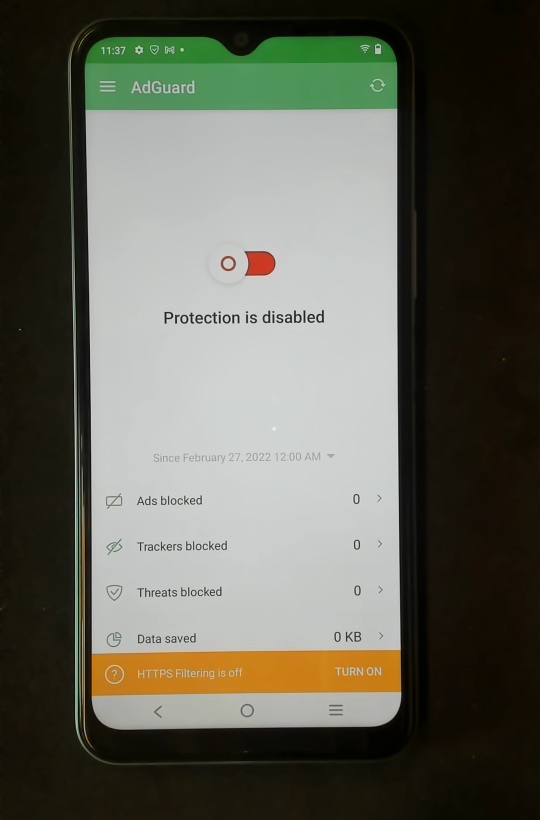 11:37
AdGuard
Protection is disabled
Since February 27, 2022 12:00 AM
Ads blocked 0
Trackers blocked 0
Threats blocked 0
Data saved 0 KB
HTTPS Filtering is off TURN ON